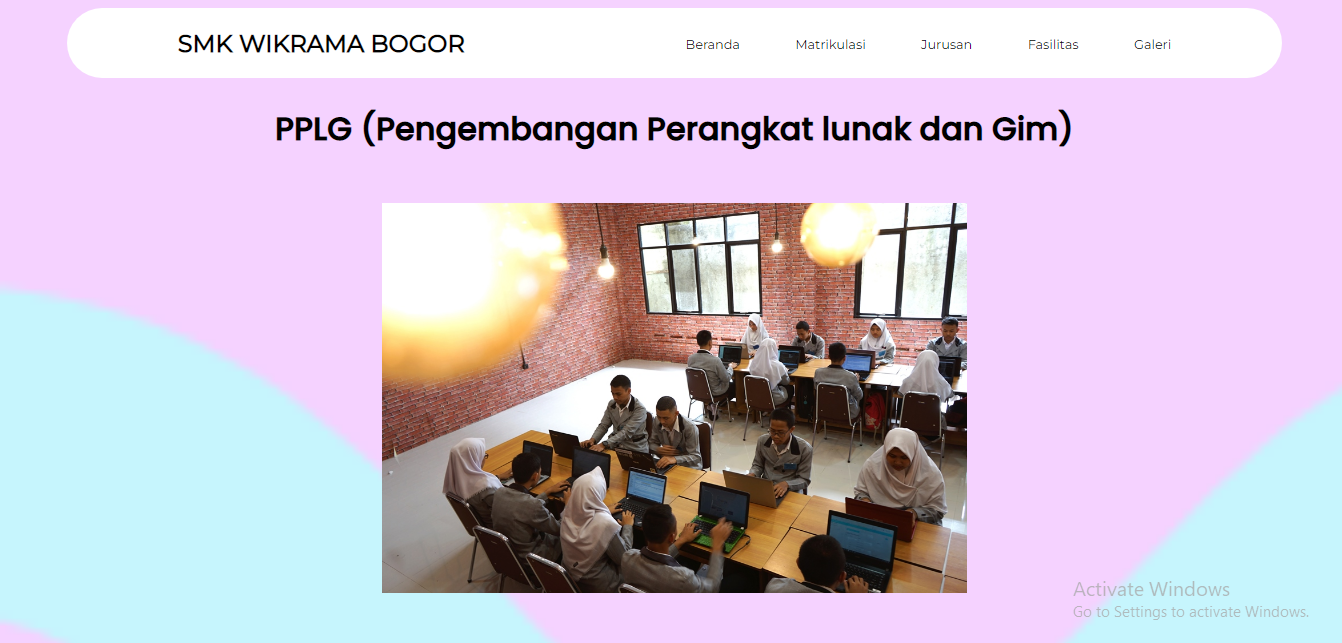 SMK WIKRAMA BOGOR
Beranda Matrikulasi Jurusan Fasilitas Galeri
PPLG (Pengembangan Perangkat lunak dan Gim)
Activate Windows
Go to Settings to activate Windows.